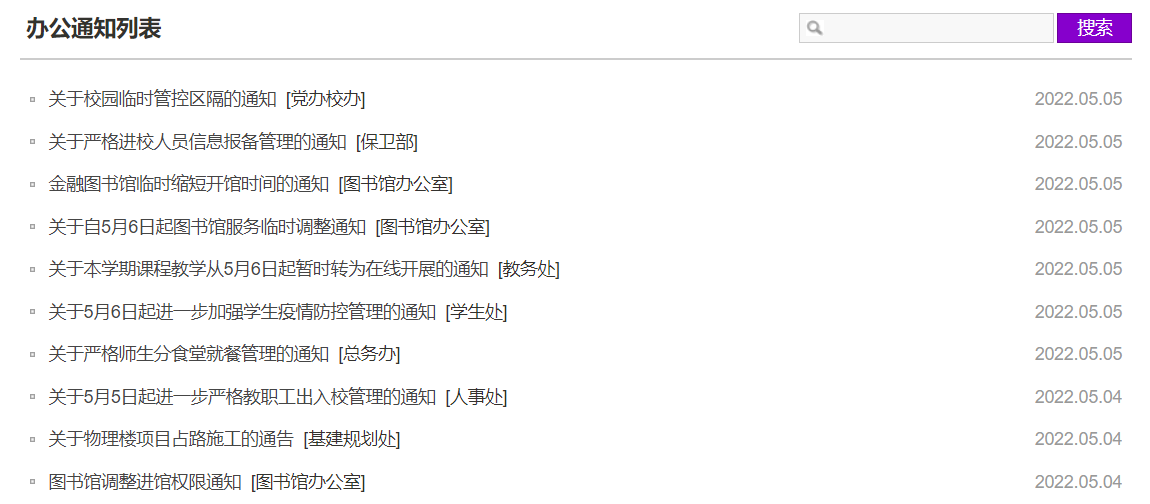 办公通知列表 搜索
关于校园临时管控区隔的通知 [党办校办] 2022.05.05
关于严格进校人员信息报备管理的通知 [保卫部] 2022.05.05
金融图书馆临时缩短开馆时间的通知 [图书馆办公室] 2022.05.05
关于自5月6日起图书馆服务临时调整通知 [图书馆办公室] 2022.05.05
关于本学期课程教学从5月6日起暂时转为在线开展的通知 [教务处] 2022.05.05
关于5月6日起进一步加强学生疫情防控管理的通知 [学生处] 2022.05.05
关于严格师生分食堂就餐管理的通知 [总务办] 2022.05.05
关于5月5日起进一步严格教职工出入校管理的通知 [人事处] 2022.05.04
关于物理楼项目占路施工的通告 [基建规划处] 2022.05.04
图书馆调整进馆权限通知 [图书馆办公室] 2022.05.04